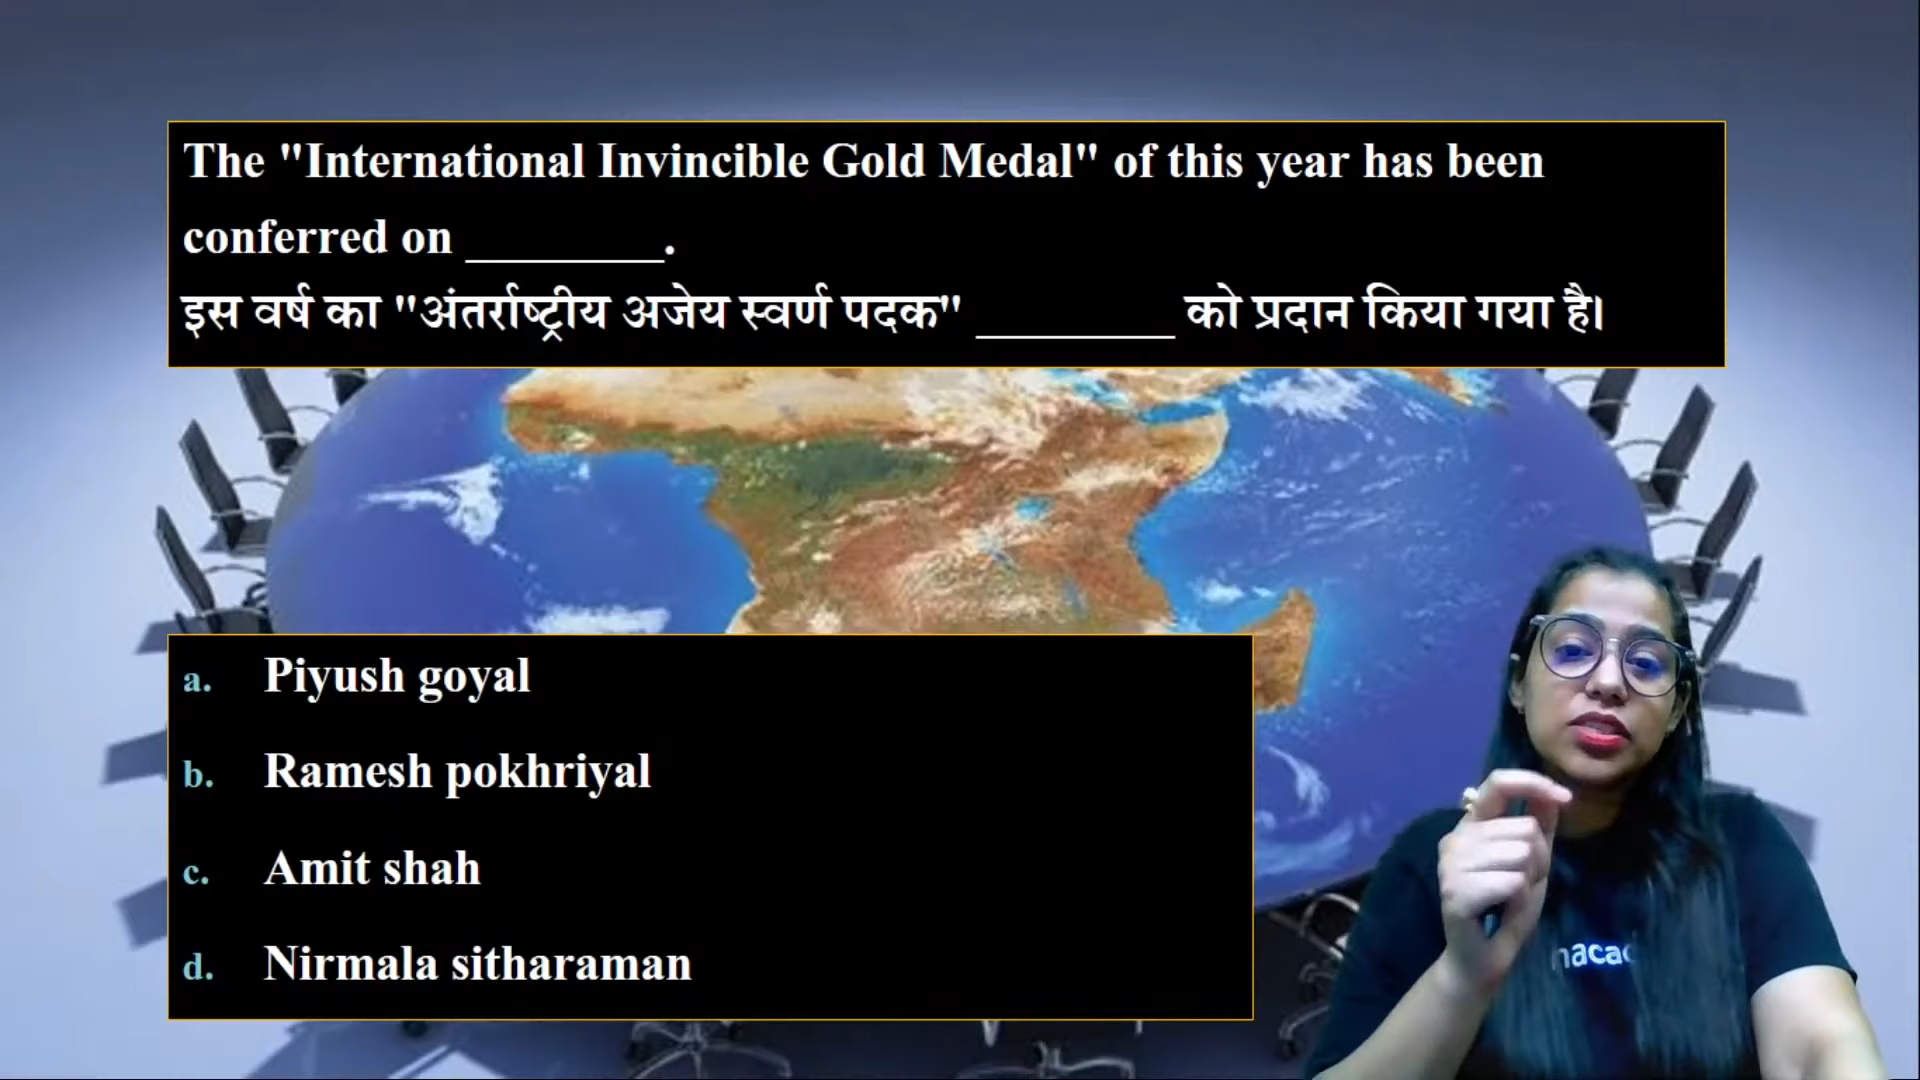 The "International Invincible Gold Medal" of this year has been
conferred on ________.
इस वर्ष का "अंतर्राष्ट्रीय अजेय स्वर्ण पदक" ________ को प्रदान किया गया है।
a. Piyush goyal
b. Ramesh pokhriyal
c. Amit shah
d. Nirmala sitharaman